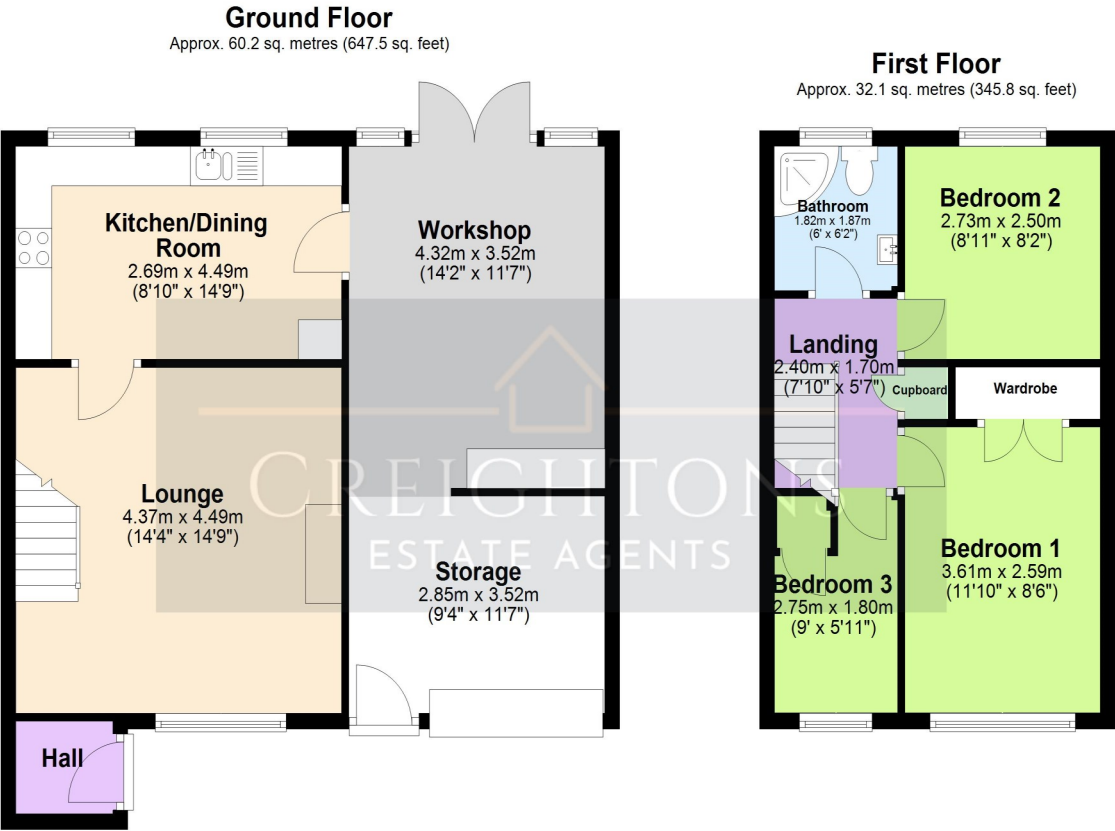 Ground Floor
Approx. 60.2 sq. metres (647.5 sq. feet)
Kitchen/Dining
Room
2.69m x 4.49m
(8'10" x 14'9")
Workshop
4.32m x 3.52m
(14'2" x 11'7")
Lounge
4.37m x 4.49m
(14'4" x 14'9")
Storage
2.85m x 3.52m
(9'4" x 11'7")
Hall
First Floor
Approx. 32.1 sq. metres (345.8 sq. feet)
Bathroom
1.82m x 1.87m
(6' x 6'2")
Bedroom 2
2.73m x 2.50m
(8'11" x 8'2")
Landing
2.40m x 1.70m
(7'10" x 5'7")
Cupboard
Wardrobe
Bedroom 1
3.61m x 2.59m
(11'10" x 8'6")
Bedroom 3
2.75m x 1.80m
(9' x 5'11")
CREIGHTONS
ESTATE AGENTS